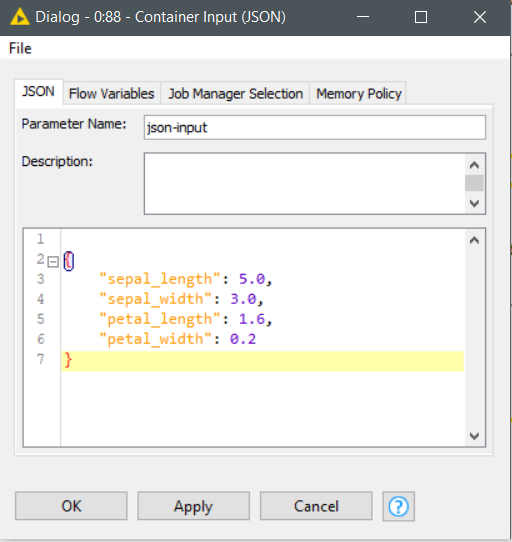 Dialog - 0:88 - Container Input (JSON)
File
JSON Flow Variables Job Manager Selection Memory Policy
Parameter Name: json-input
Description:
1
2 {
3 "sepal_length": 5.0,
4 "sepal_width": 3.0,
5 "petal_length": 1.6,
6 "petal_width": 0.2
7 }
OK Apply Cancel ?